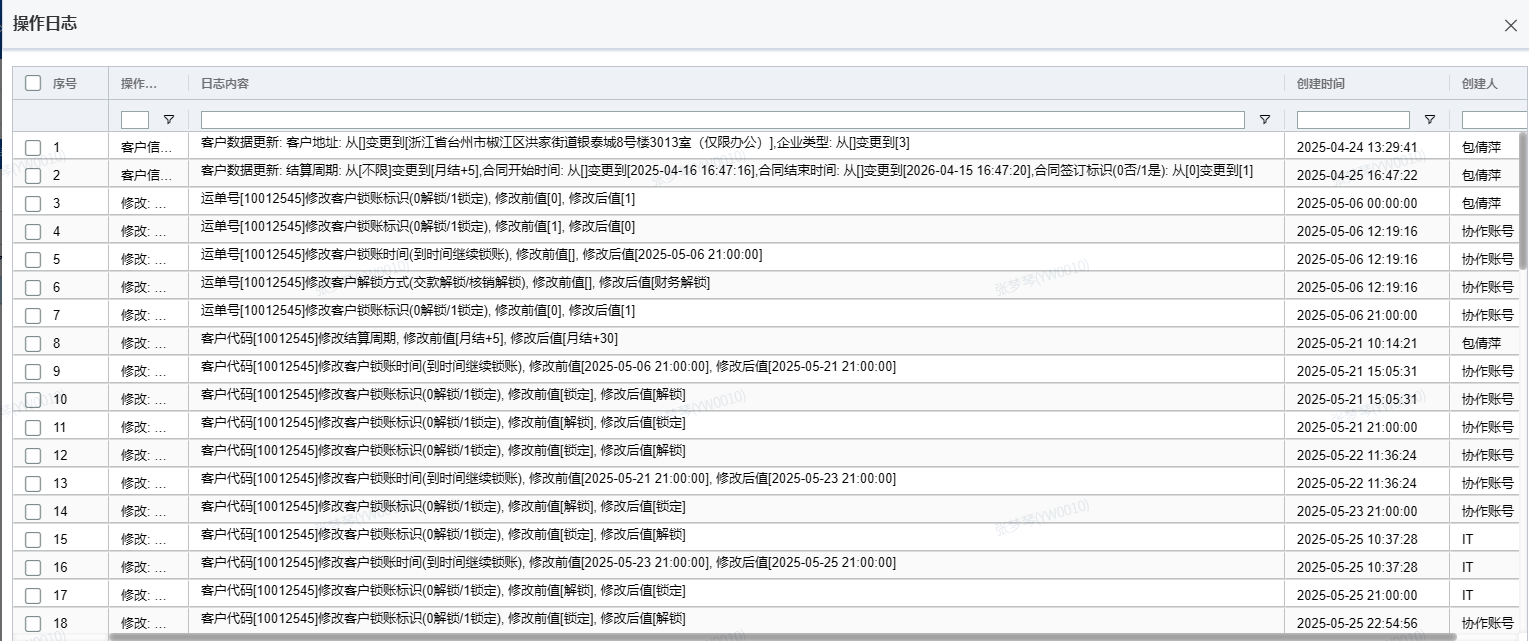 操作日志
序号 操作... 日志内容 创建时间 创建人
1 客户信... 客户数据更新: 客户地址: 从[]变更到[浙江省台州市椒江区洪家街道银泰城8号楼3013室（仅限办公）],企业类型: 从[]变更到[3] 2025-04-24 13:29:41 包倩萍
2 客户信... 客户数据更新: 结算周期: 从[不限]变更到[月结+5],合同开始时间: 从[]变更到[2025-04-16 16:47:16],合同结束时间: 从[]变更到[2026-04-15 16:47:20],合同签订标识(0否/1是): 从[0]变更到[1] 2025-04-25 16:47:22 包倩萍
3 修改: ... 运单号[10012545]修改客户锁账标识(0解锁/1锁定), 修改前值[0], 修改后值[1] 2025-05-06 00:00:00 包倩萍
4 修改: ... 运单号[10012545]修改客户锁账标识(0解锁/1锁定), 修改前值[1], 修改后值[0] 2025-05-06 12:19:16 协作账号
5 修改: ... 运单号[10012545]修改客户锁账时间(到时间继续锁账), 修改前值[], 修改后值[2025-05-06 21:00:00] 2025-05-06 12:19:16 协作账号
6 修改: ... 运单号[10012545]修改客户解锁方式(交款解锁/核销解锁), 修改前值[], 修改后值[财务解锁] 2025-05-06 12:19:16 协作账号
7 修改: ... 运单号[10012545]修改客户锁账标识(0解锁/1锁定), 修改前值[0], 修改后值[1] 2025-05-06 21:00:00 协作账号
8 修改: ... 客户代码[10012545]修改结算周期, 修改前值[月结+5], 修改后值[月结+30] 2025-05-21 10:14:21 包倩萍
9 修改: ... 客户代码[10012545]修改客户锁账时间(到时间继续锁账), 修改前值[2025-05-06 21:00:00], 修改后值[2025-05-21 21:00:00] 2025-05-21 15:05:31 协作账号
10 修改: ... 客户代码[10012545]修改客户锁账标识(0解锁/1锁定), 修改前值[锁定], 修改后值[解锁] 2025-05-21 15:05:31 协作账号
11 修改: ... 客户代码[10012545]修改客户锁账标识(0解锁/1锁定), 修改前值[解锁], 修改后值[锁定] 2025-05-21 21:00:00 协作账号
12 修改: ... 客户代码[10012545]修改客户锁账标识(0解锁/1锁定), 修改前值[锁定], 修改后值[解锁] 2025-05-22 11:36:24 协作账号
13 修改: ... 客户代码[10012545]修改客户锁账时间(到时间继续锁账), 修改前值[2025-05-21 21:00:00], 修改后值[2025-05-23 21:00:00] 2025-05-22 11:36:24 协作账号
14 修改: ... 客户代码[10012545]修改客户锁账标识(0解锁/1锁定), 修改前值[解锁], 修改后值[锁定] 2025-05-23 21:00:00 协作账号
15 修改: ... 客户代码[10012545]修改客户锁账标识(0解锁/1锁定), 修改前值[锁定], 修改后值[解锁] 2025-05-25 10:37:28 IT
16 修改: ... 客户代码[10012545]修改客户锁账时间(到时间继续锁账), 修改前值[2025-05-23 21:00:00], 修改后值[2025-05-25 21:00:00] 2025-05-25 10:37:28 IT
17 修改: ... 客户代码[10012545]修改客户锁账标识(0解锁/1锁定), 修改前值[解锁], 修改后值[锁定] 2025-05-25 21:00:00 IT
18 修改: ... 客户代码[10012545]修改客户锁账标识(0解锁/1锁定), 修改前值[锁定], 修改后值[解锁] 2025-05-25 22:54:56 协作账号
张梦琴(YW0010)